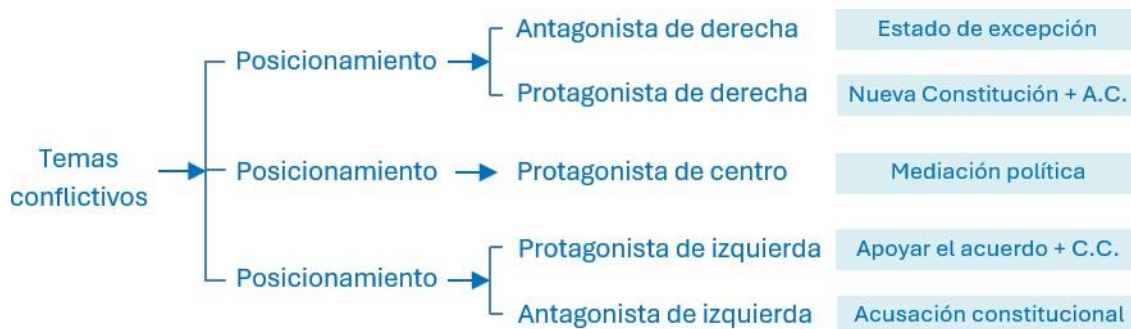 Temas
conflictivos
Posicionamiento
Antagonista de derecha
Estado de excepción
Protagonista de derecha
Nueva Constitución + A.C.
Posicionamiento
Protagonista de centro
Mediación política
Posicionamiento
Protagonista de izquierda
Apoyar el acuerdo + C.C.
Antagonista de izquierda
Acusación constitucional